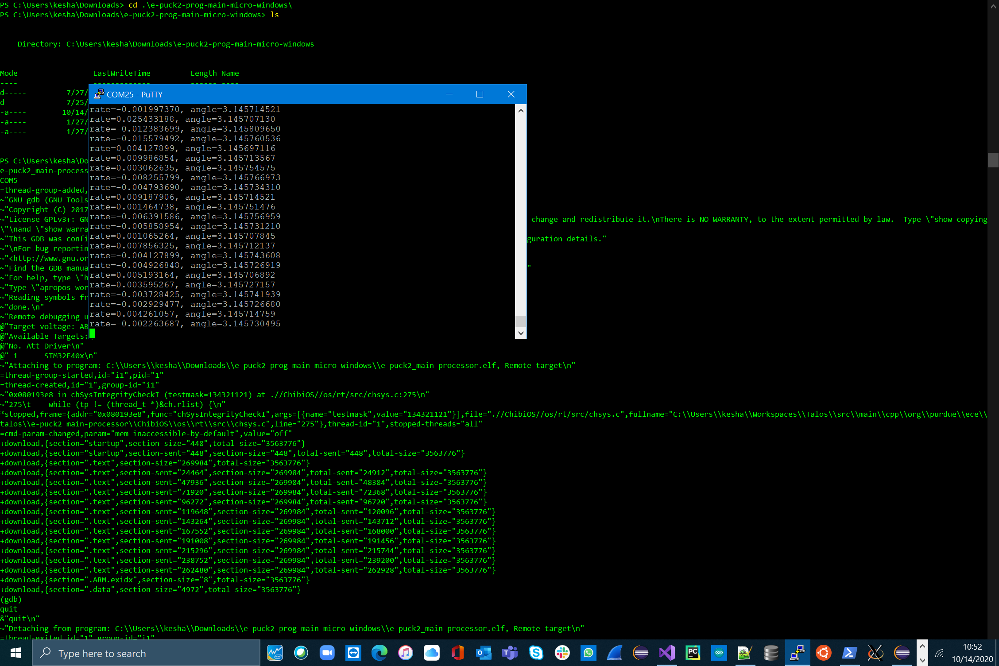 PS C:\Users\kesha\Downloads> cd .\e-puck2-prog-main-micro-windows\
PS C:\Users\kesha\Downloads\e-puck2-prog-main-micro-windows> ls
Directory: C:\Users\kesha\Downloads\e-puck2-prog-main-micro-windows
Mode LastWriteTime Length Name
---- ------------- ------ ----
d----- 7/27/
d----- 7/25/
-a---- 10/14/
-a---- 1/27/
-a---- 1/27/
PS C:\Users\kesha\Do
e-puck2_main-process
COM5
=thread-group-added,
~"GNU gdb (GNU Tools
~"Copyright (C) 2017
~"License GPLv3+: GN change and redistribute it.\nThere is NO WARRANTY, to the extent permitted by law.  Type \"show copying
\"\nand \"show warra
~"This GDB was confi guration details."
~"\nFor bug reportin
~"<http://www.gnu.or
~"Find the GDB manua "
~"For help, type \"h
~"Type \"apropos wor
~"Reading symbols fr
~"done.\n"
~"Remote debugging u
@"Target voltage: AB
@"Available Targets:
@"No. Att Driver\n"
@" 1      STM32F40x\n"
~"Attaching to program: C:\\Users\\kesha\\Downloads\\e-puck2-prog-main-micro-windows\\e-puck2_main-processor.elf, Remote target\n"
=thread-group-started,id="i1",pid="1"
=thread-created,id="1",group-id="i1"
~"0x080193e8 in chSysIntegrityCheckI (testmask=134321121) at .//ChibiOS//os/rt/src/chsys.c:275\n"
~"275\t    while (tp != (thread_t *)&ch.rlist) {\n"
*stopped,frame={addr="0x080193e8",func="chSysIntegrityCheckI",args=[{name="testmask",value="134321121"}],file=".//ChibiOS//os/rt/src/chsys.c",fullname="C:\\Users\\kesha\\Workspaces\\Talos\\src\\main\\cpp\\org\\purdue\\ece\\
talos\\e-puck2_main-processor\\ChibiOS\\os\\rt\\src\\chsys.c",line="275"},thread-id="1",stopped-threads="all"
=cmd-param-changed,param="mem inaccessible-by-default",value="off"
+download,{section="startup",section-size="448",total-size="3563776"}
+download,{section="startup",section-sent="448",section-size="448",total-sent="448",total-size="3563776"}
+download,{section=".text",section-size="269984",total-size="3563776"}
+download,{section=".text",section-sent="24464",section-size="269984",total-sent="24912",total-size="3563776"}
+download,{section=".text",section-sent="47936",section-size="269984",total-sent="48384",total-size="3563776"}
+download,{section=".text",section-sent="71920",section-size="269984",total-sent="72368",total-size="3563776"}
+download,{section=".text",section-sent="96272",section-size="269984",total-sent="96720",total-size="3563776"}
+download,{section=".text",section-sent="119648",section-size="269984",total-sent="120096",total-size="3563776"}
+download,{section=".text",section-sent="143264",section-size="269984",total-sent="143712",total-size="3563776"}
+download,{section=".text",section-sent="167552",section-size="269984",total-sent="168000",total-size="3563776"}
+download,{section=".text",section-sent="191008",section-size="269984",total-sent="191456",total-size="3563776"}
+download,{section=".text",section-sent="215296",section-size="269984",total-sent="215744",total-size="3563776"}
+download,{section=".text",section-sent="238752",section-size="269984",total-sent="239200",total-size="3563776"}
+download,{section=".text",section-sent="262480",section-size="269984",total-sent="262928",total-size="3563776"}
+download,{section=".ARM.exidx",section-size="8",total-size="3563776"}
+download,{section=".data",section-size="4972",total-size="3563776"}
(gdb)
quit
&"quit\n"
~"Detaching from program: C:\\Users\\kesha\\Downloads\\e-puck2-prog-main-micro-windows\\e-puck2_main-processor.elf, Remote target\n"
=thread-exited,id="1",group-id="i1"
COM25 - PuTTY
rate=-0.001997370, angle=3.145714521
rate=0.025433188, angle=3.145707130
rate=-0.012383699, angle=3.145809650
rate=-0.015579492, angle=3.145760536
rate=0.004127899, angle=3.145697116
rate=0.009986854, angle=3.145713567
rate=0.003062635, angle=3.145754575
rate=-0.008255799, angle=3.145766973
rate=-0.004793690, angle=3.145734310
rate=0.009187906, angle=3.145714521
rate=0.001464738, angle=3.145751476
rate=-0.006391586, angle=3.145756959
rate=-0.005858954, angle=3.145731210
rate=0.001065264, angle=3.145707845
rate=0.007856325, angle=3.145712137
rate=-0.004127899, angle=3.145743608
rate=-0.004926848, angle=3.145726919
rate=0.005193164, angle=3.145706892
rate=0.003595267, angle=3.145727157
rate=-0.003728425, angle=3.145741939
rate=-0.002929477, angle=3.145726680
rate=0.004261057, angle=3.145714759
rate=-0.002263687, angle=3.145730495
Type here to search
10:52
10/14/2020